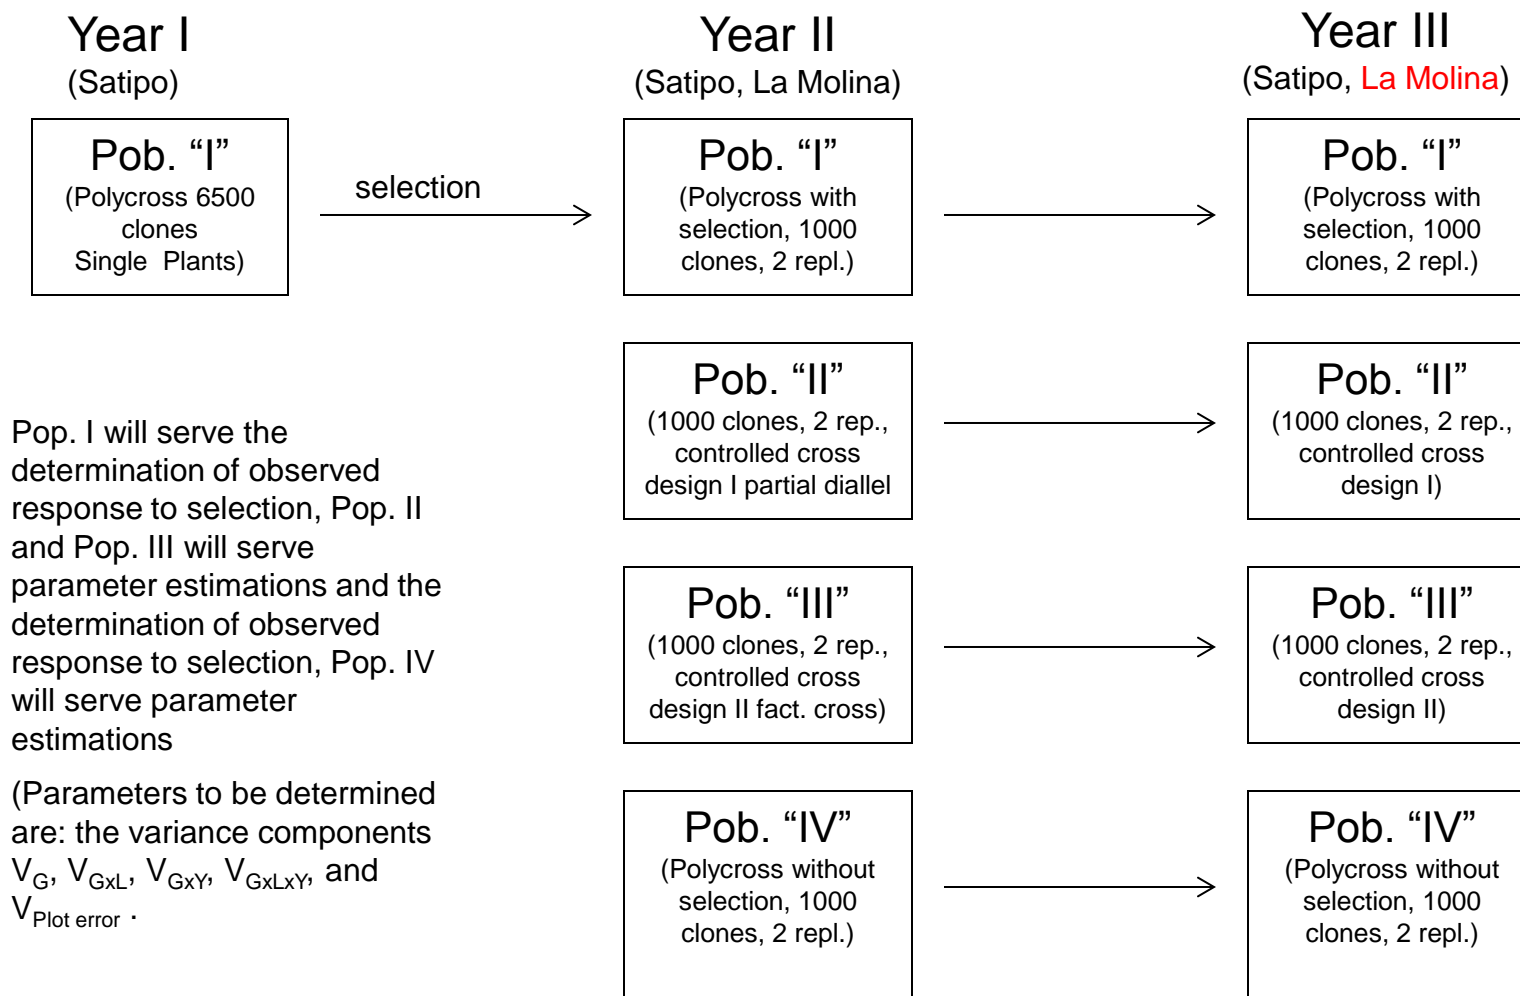 Year I
(Satipo)
Year II
(Satipo, La Molina)
Year III
(Satipo, La Molina)
Pob. “I”
(Polycross 6500
clones
Single Plants)
selection
Pob. “I”
(Polycross with
selection, 1000
clones, 2 repl.)
Pob. “I”
(Polycross with
selection, 1000
clones, 2 repl.)
Pob. “II”
(1000 clones, 2 rep.,
controlled cross
design I partial diallel
Pob. “II”
(1000 clones, 2 rep.,
controlled cross
design I)
Pop. I will serve the
determination of observed
response to selection, Pop. II
and Pop. III will serve
parameter estimations and the
determination of observed
response to selection, Pop. IV
will serve parameter
estimations
(Parameters to be determined
are: the variance components
V_G, V_GxL, V_GxY, V_GxLxY, and
V_Plot error .
Pob. “III”
(1000 clones, 2 rep.,
controlled cross
design II fact. cross)
Pob. “III”
(1000 clones, 2 rep.,
controlled cross
design II)
Pob. “IV”
(Polycross without
selection, 1000
clones, 2 repl.)
Pob. “IV”
(Polycross without
selection, 1000
clones, 2 repl.)